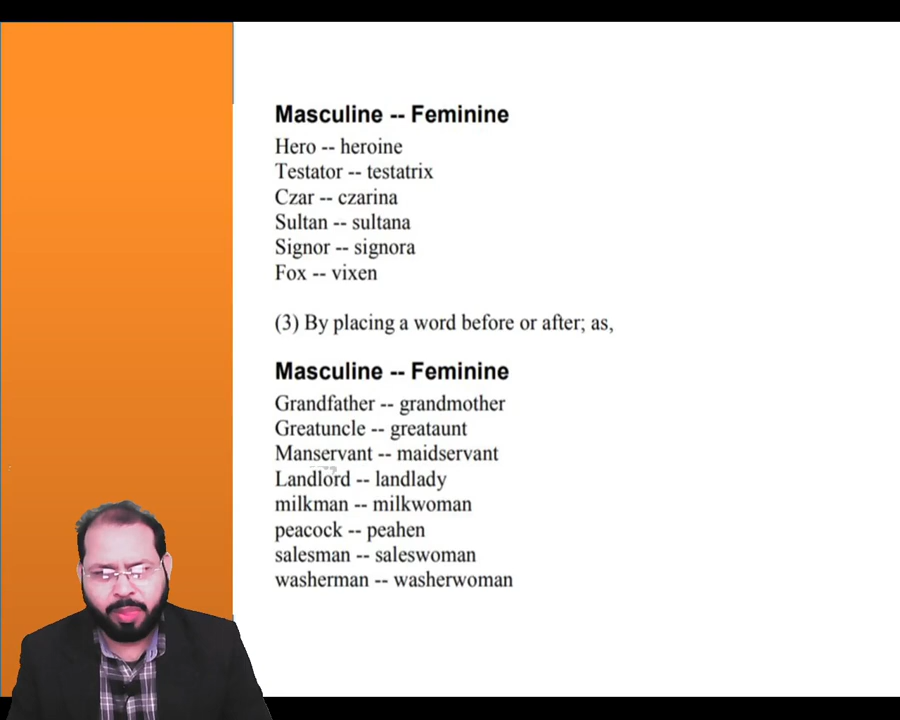 Masculine -- Feminine
Hero -- heroine
Testator -- testatrix
Czar -- czarina
Sultan -- sultana
Signor -- signora
Fox -- vixen
(3) By placing a word before or after; as,
Masculine -- Feminine
Grandfather -- grandmother
Greatuncle -- greataunt
Manservant -- maidservant
Landlord -- landlady
milkman -- milkwoman
peacock -- peahen
salesman -- saleswoman
washerman -- washerwoman